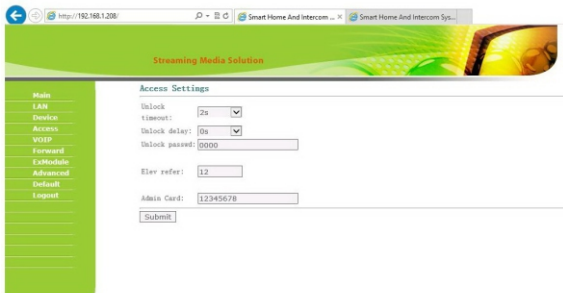 http://192.168.1.208/
Smart Home And Intercom ...
Smart Home And Intercom Sys...
Streaming Media Solution
Main
LAN
Device
Access
VOIP
Forward
ExModule
Advanced
Default
Logout
Access Settings
Unlock timeout: 2s
Unlock delay: 0s
Unlock passwd: 0000
Elev refer: 12
Admin Card: 12345678
Submit